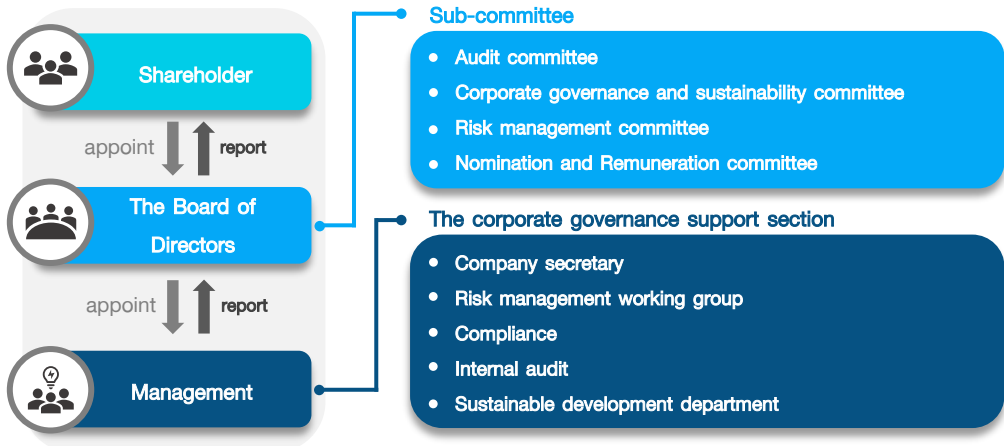 Shareholder
appoint
report
The Board of
Directors
appoint
report
Management
Sub-committee
Audit committee
Corporate governance and sustainability committee
Risk management committee
Nomination and Remuneration committee
The corporate governance support section
Company secretary
Risk management working group
Compliance
Internal audit
Sustainable development department